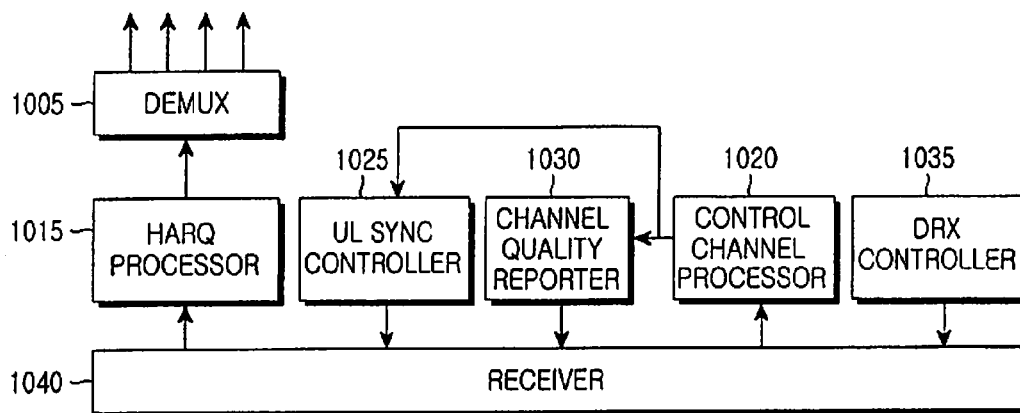 1005
DEMUX
1025
1030
1020
1035
1015
HARQ
PROCESSOR
UL SYNC
CONTROLLER
CHANNEL
QUALITY
REPORTER
CONTROL
CHANNEL
PROCESSOR
DRX
CONTROLLER
1040
RECEIVER